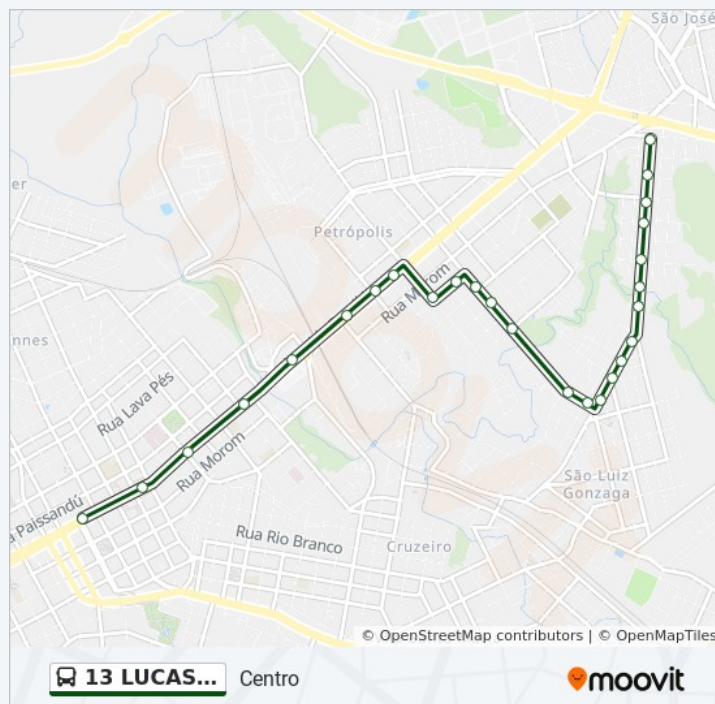 São José
er
Petrópolis
Rua Morom
nnes
Rua Lava Pés
Rua Morom
a Paissandú
São Luiz
Gonzaga
Rua Rio Branco
Cruzeiro
© OpenStreetMap contributors | © OpenMapTiles
13 LUCAS...
Centro
moovit